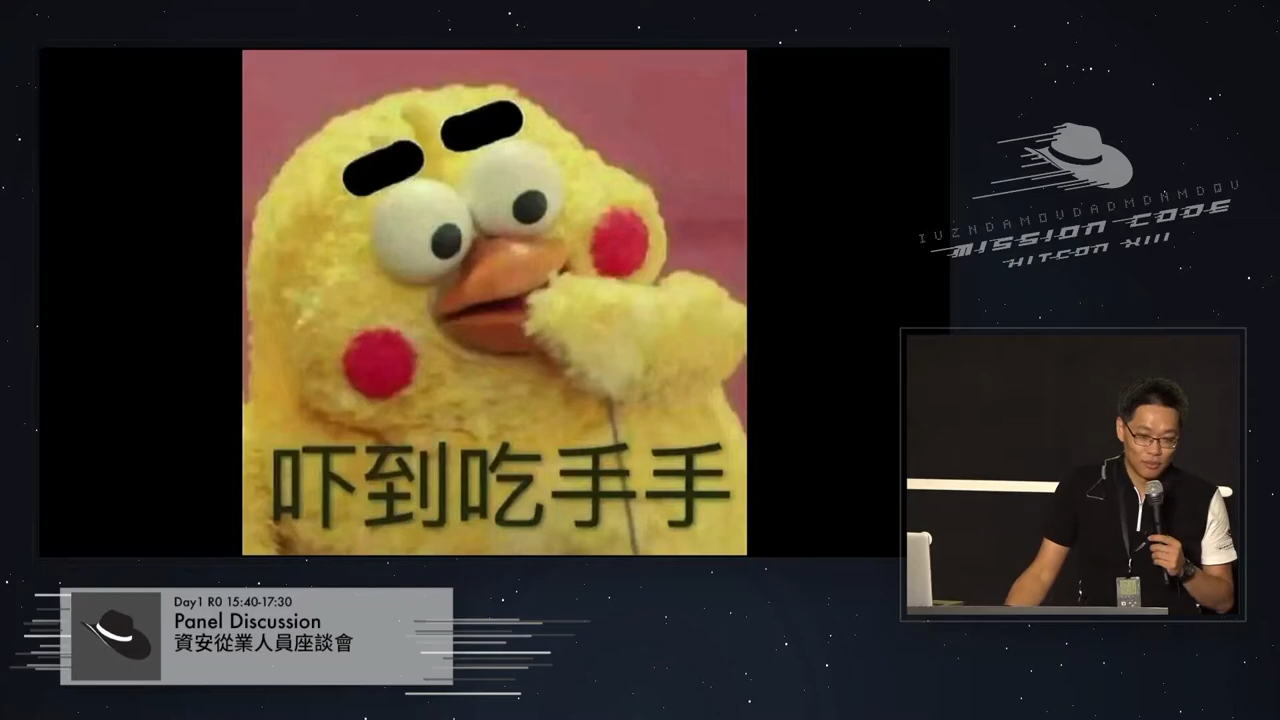 吓到吃手手
IVZNDAMOVDADMDNMDQV
MISSION CODE
HITCON XIII
Day1 R0 15:40-17:30
Panel Discussion
資安從業人員座談會